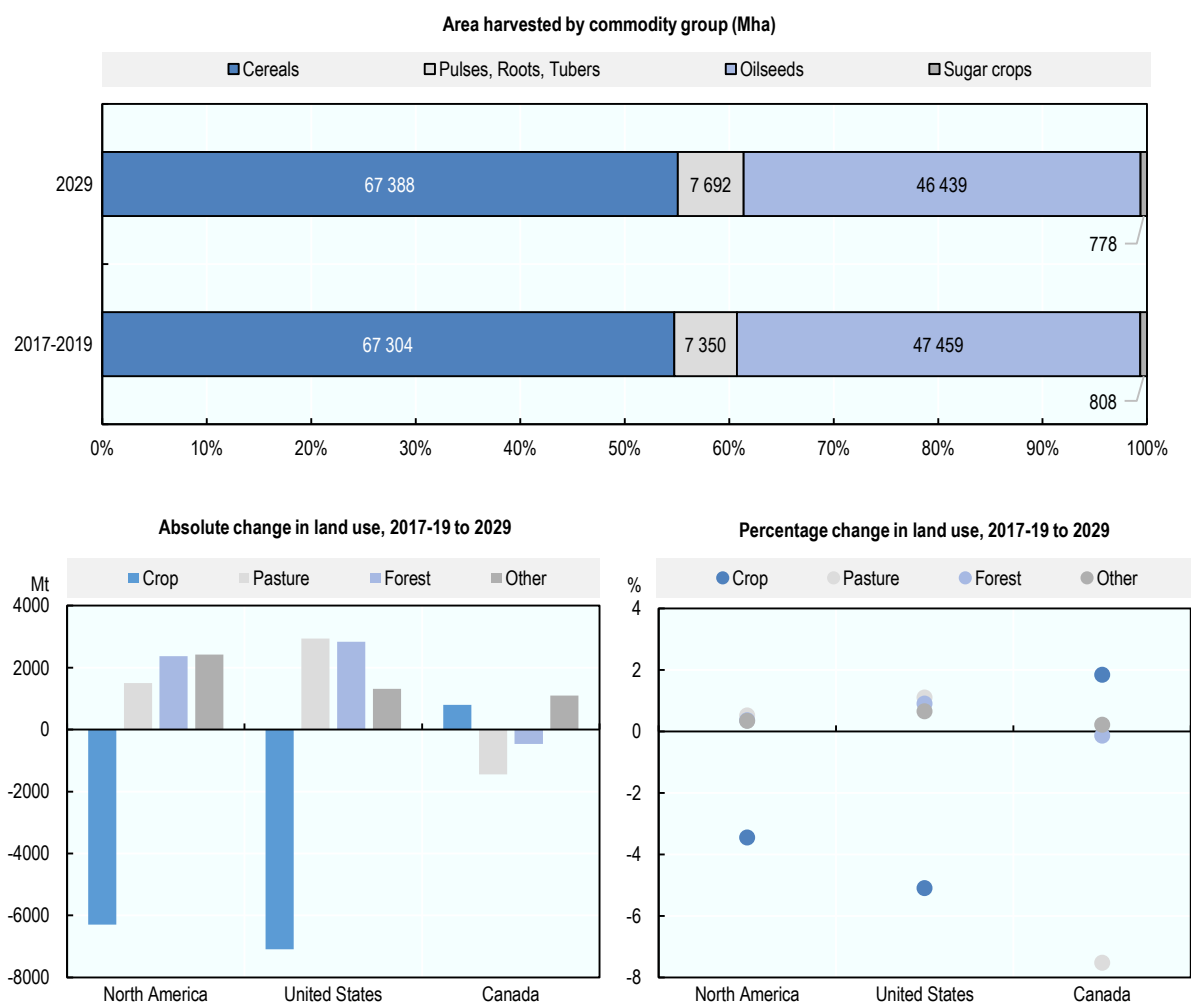 Area harvested by commodity group (Mha)
Cereals Pulses, Roots, Tubers Oilseeds Sugar crops
2029
67 388 7 692 46 439
778
2017-2019
67 304 7 350 47 459
808
0% 10% 20% 30% 40% 50% 60% 70% 80% 90% 100%
Absolute change in land use, 2017-19 to 2029
Mt
Crop Pasture Forest Other
4000
2000
0
-2000
-4000
-6000
-8000
North America United States Canada
Percentage change in land use, 2017-19 to 2029
%
Crop Pasture Forest Other
4
2
0
-2
-4
-6
-8
North America United States Canada